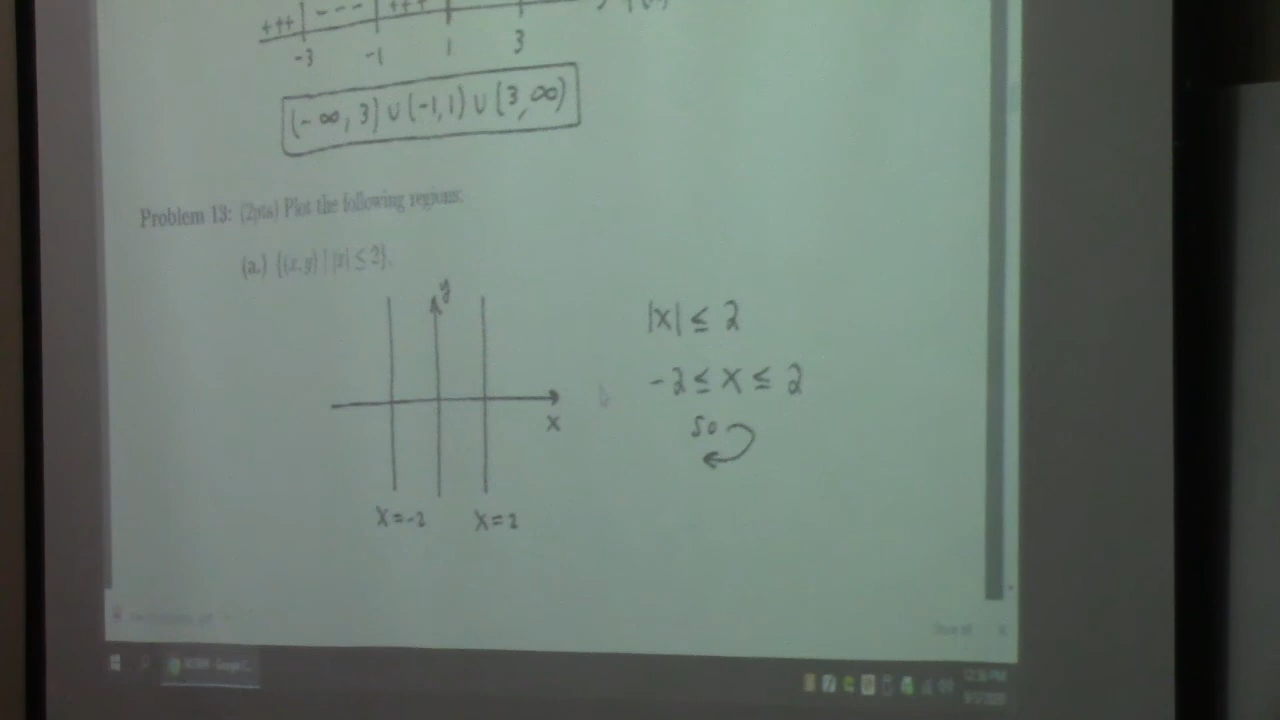 +++ - - - +++
-3 -1 1 3
(-∞, 3) ∪ (-1, 1) ∪ (3, ∞)
Problem 13: (2pts) Plot the following regions:
(a.) {(x, y) | |x| ≤ 2}.
y
|x| ≤ 2
-2 ≤ x ≤ 2
x
so
x=-2 x=2